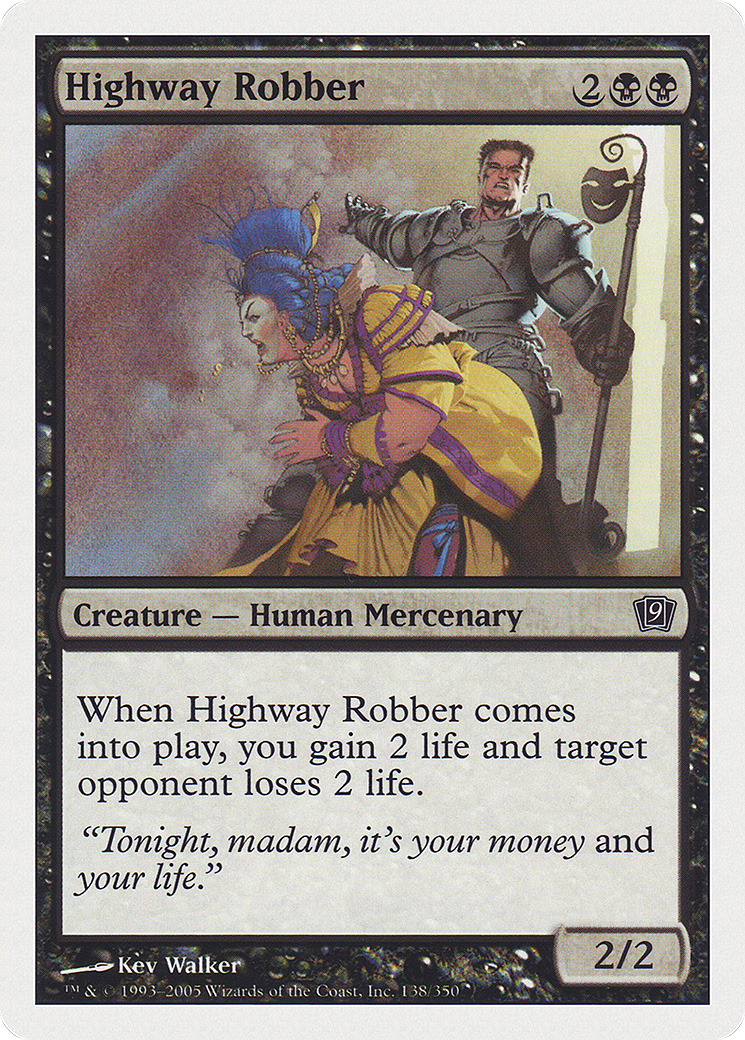 Highway Robber 2
Creature — Human Mercenary 9
When Highway Robber comes
into play, you gain 2 life and target
opponent loses 2 life.
“Tonight, madam, it’s your money and
your life.”
2/2
Kev Walker
™ & © 1993–2005 Wizards of the Coast, Inc. 138/350